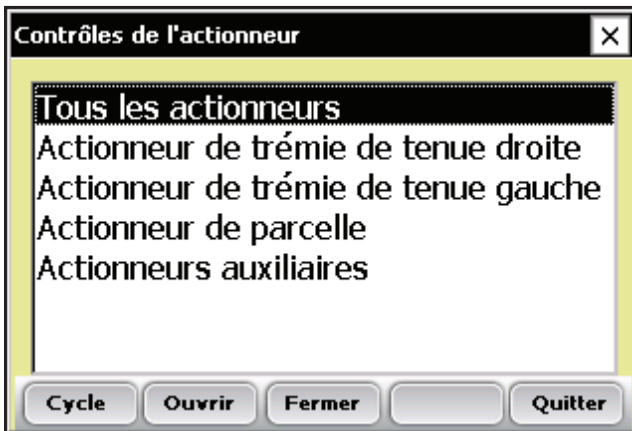 Contrôles de l'actionneur
Tous les actionneurs
Actionneur de trémie de tenue droite
Actionneur de trémie de tenue gauche
Actionneur de parcelle
Actionneurs auxiliaires
Cycle Ouvrir Fermer Quitter